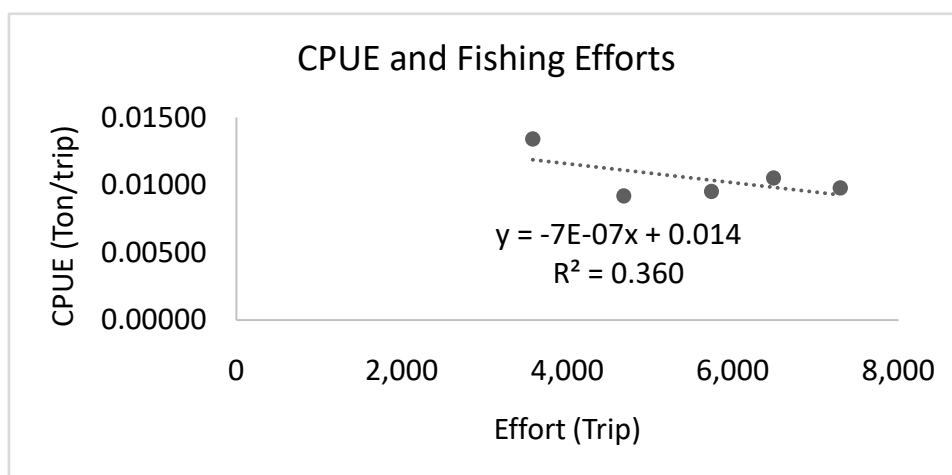 CPUE and Fishing Efforts
CPUE (Ton/trip)
0.01500
0.01000
0.00500
0.00000
y = -7E-07x + 0.014
R² = 0.360
0 2,000 4,000 6,000 8,000
Effort (Trip)